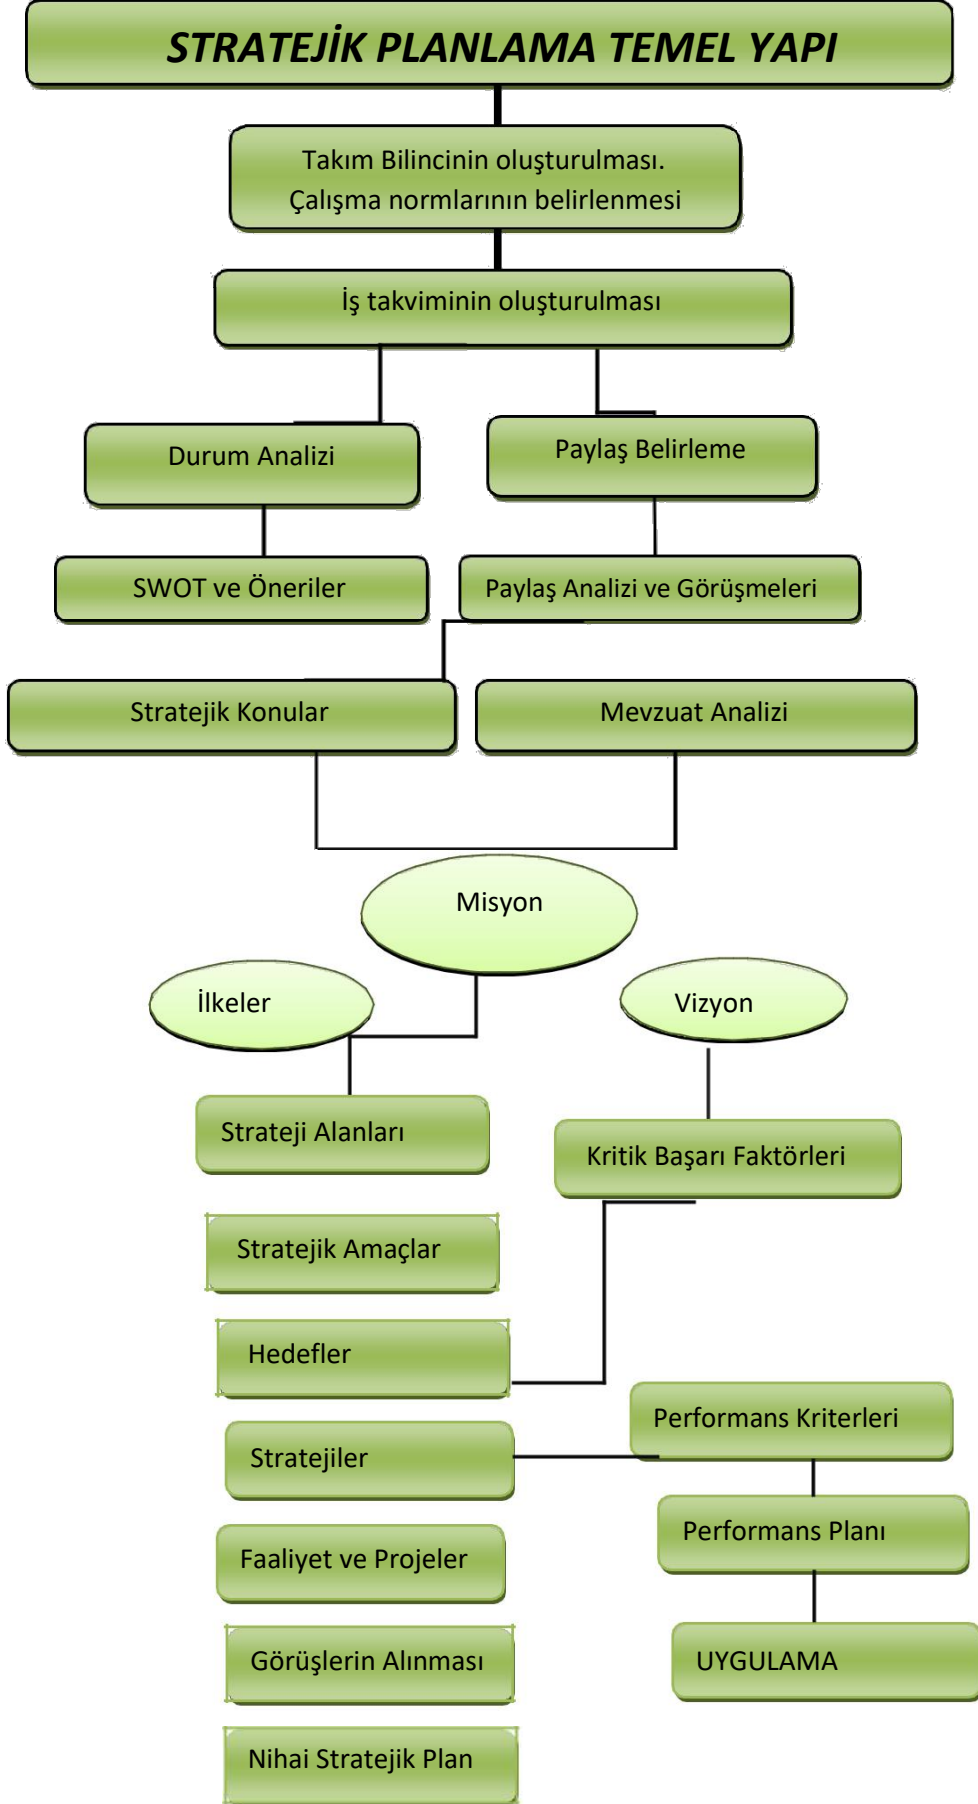 STRATEJİK PLANLAMA TEMEL YAPI
Takım Bilincinin oluşturulması.
Çalışma normlarının belirlenmesi
İş takviminin oluşturulması
Durum Analizi
Paylaş Belirleme
SWOT ve Öneriler
Paylaş Analizi ve Görüşmeleri
Stratejik Konular
Mevzuat Analizi
Misyon
İlkeler
Vizyon
Strateji Alanları
Kritik Başarı Faktörleri
Stratejik Amaçlar
Hedefler
Performans Kriterleri
Stratejiler
Performans Planı
Faaliyet ve Projeler
Görüşlerin Alınması
UYGULAMA
Nihai Stratejik Plan